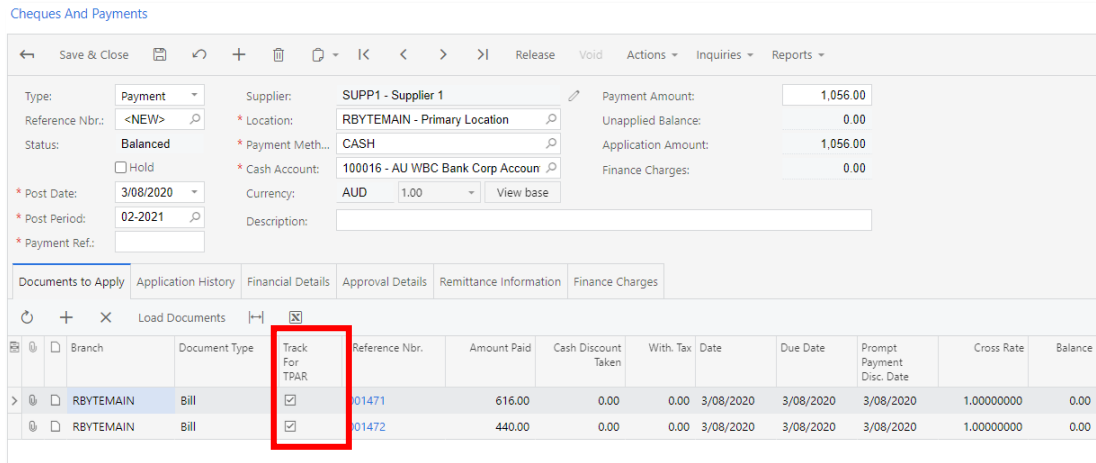 Cheques And Payments
Save & Close Release Void Actions Inquiries Reports
Type: Payment Supplier: SUPP1 - Supplier 1 Payment Amount: 1,056.00
Reference Nbr.: <NEW> * Location: RBYTEMAIN - Primary Location Unapplied Balance: 0.00
Status: Balanced * Payment Meth... CASH Application Amount: 1,056.00
Hold * Cash Account: 100016 - AU WBC Bank Corp Accoun Finance Charges: 0.00
* Post Date: 3/08/2020 Currency: AUD 1.00 View base
* Post Period: 02-2021 Description:
* Payment Ref.:
Documents to Apply Application History Financial Details Approval Details Remittance Information Finance Charges
Load Documents
Branch Document Type Track For TPAR Reference Nbr. Amount Paid Cash Discount Taken With. Tax Date Due Date Prompt Payment Disc. Date Cross Rate Balance
RBYTEMAIN Bill 001471 616.00 0.00 0.00 3/08/2020 3/08/2020 3/08/2020 1.00000000 0.00
RBYTEMAIN Bill 001472 440.00 0.00 0.00 3/08/2020 3/08/2020 3/08/2020 1.00000000 0.00